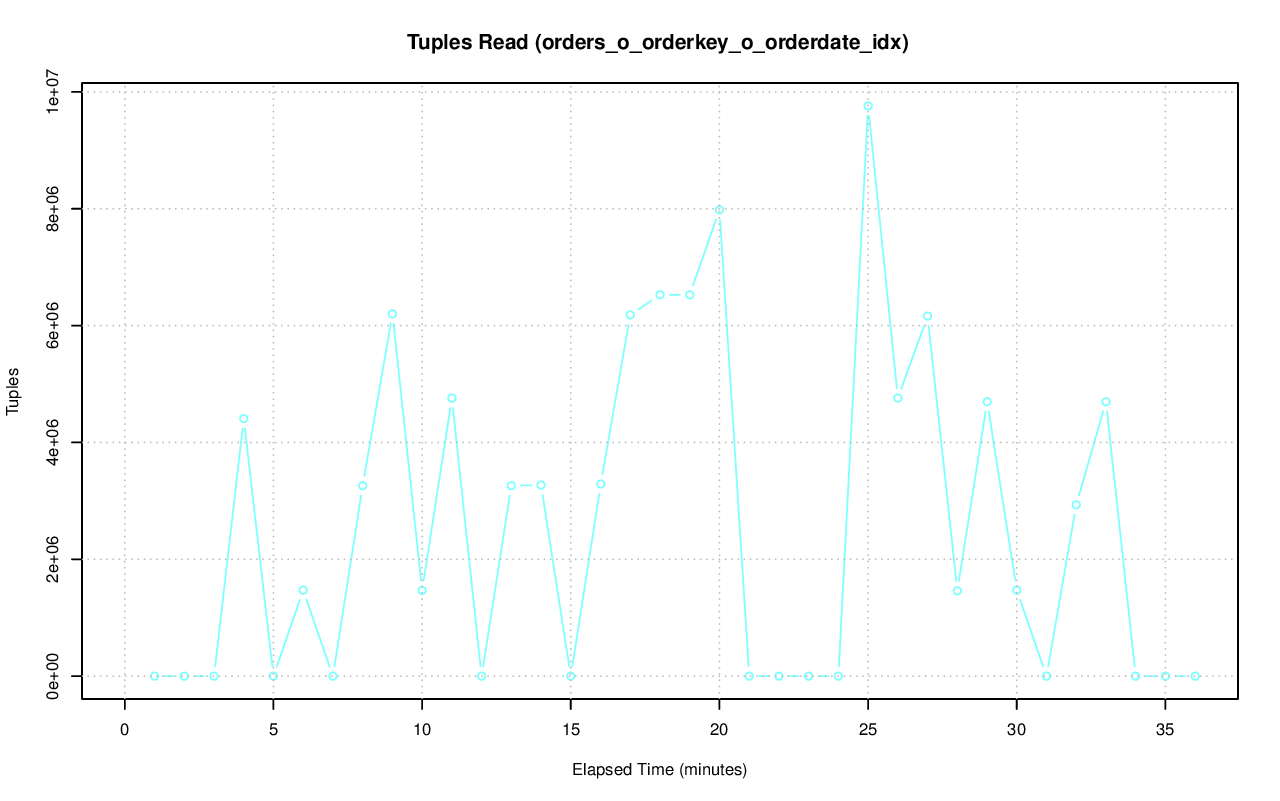 Tuples Read (orders_o_orderkey_o_orderdate_idx)
1e+07
8e+06
6e+06
4e+06
2e+06
0e+00
Tuples
0 5 10 15 20 25 30 35
Elapsed Time (minutes)